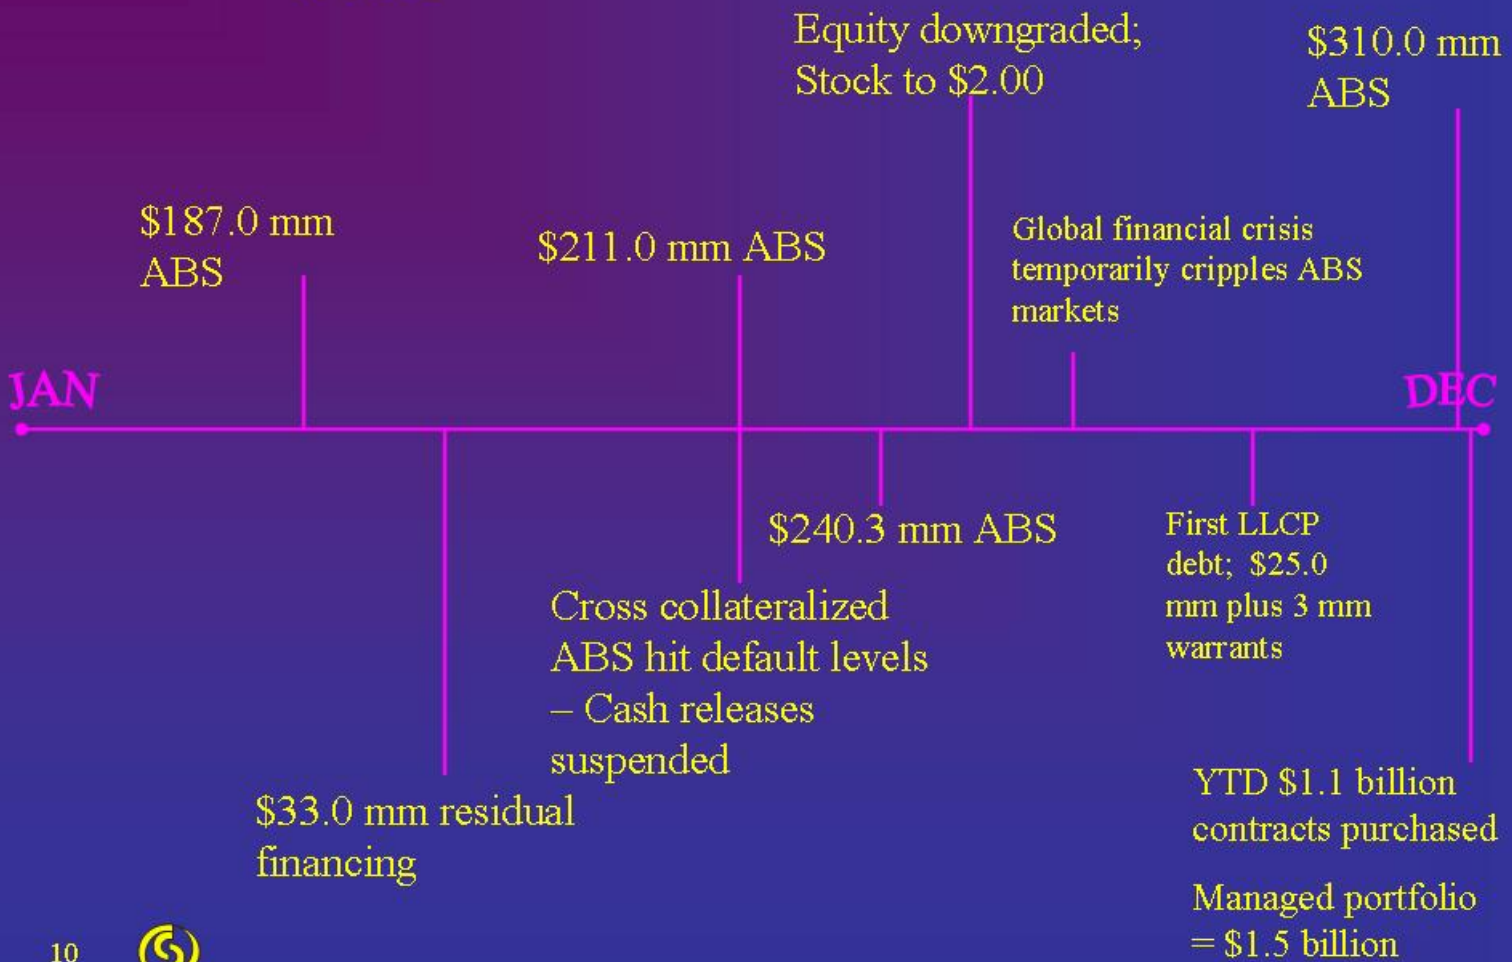 Equity downgraded;
Stock to $2.00
$310.0 mm
ABS
$187.0 mm
ABS
$211.0 mm ABS
Global financial crisis
temporarily cripples ABS
markets
JAN
DEC
$240.3 mm ABS
First LLCP
debt; $25.0
mm plus 3 mm
warrants
Cross collateralized
ABS hit default levels
– Cash releases
suspended
$33.0 mm residual
financing
YTD $1.1 billion
contracts purchased
Managed portfolio
= $1.5 billion
10